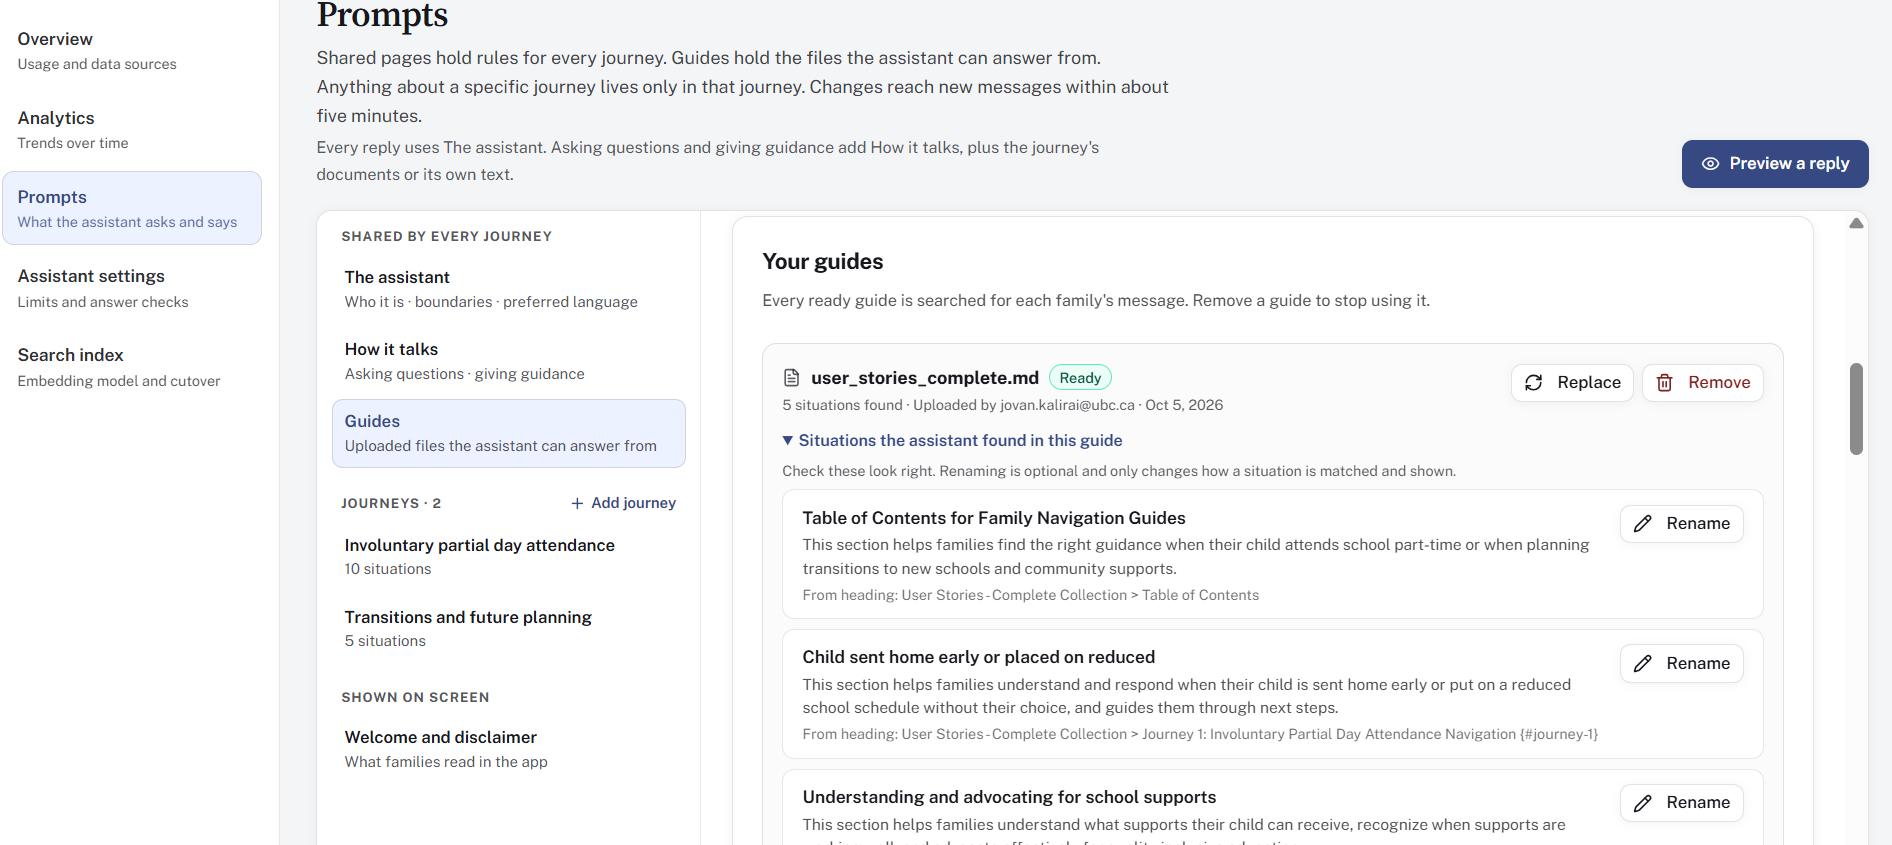 Overview
Usage and data sources
Analytics
Trends over time
Prompts
What the assistant asks and says
Assistant settings
Limits and answer checks
Search index
Embedding model and cutover
Prompts
Shared pages hold rules for every journey. Guides hold the files the assistant can answer from.
Anything about a specific journey lives only in that journey. Changes reach new messages within about
five minutes.
Every reply uses The assistant. Asking questions and giving guidance add How it talks, plus the journey's
documents or its own text.
Preview a reply
SHARED BY EVERY JOURNEY
The assistant
Who it is · boundaries · preferred language
How it talks
Asking questions · giving guidance
Guides
Uploaded files the assistant can answer from
JOURNEYS · 2
+ Add journey
Involuntary partial day attendance
10 situations
Transitions and future planning
5 situations
SHOWN ON SCREEN
Welcome and disclaimer
What families read in the app
Your guides
Every ready guide is searched for each family's message. Remove a guide to stop using it.
user_stories_complete.md Ready
Replace
Remove
5 situations found · Uploaded by jovan.kalirai@ubc.ca · Oct 5, 2026
▼ Situations the assistant found in this guide
Check these look right. Renaming is optional and only changes how a situation is matched and shown.
Table of Contents for Family Navigation Guides
Rename
This section helps families find the right guidance when their child attends school part-time or when planning
transitions to new schools and community supports.
From heading: User Stories - Complete Collection > Table of Contents
Child sent home early or placed on reduced
Rename
This section helps families understand and respond when their child is sent home early or put on a reduced
school schedule without their choice, and guides them through next steps.
From heading: User Stories - Complete Collection > Journey 1: Involuntary Partial Day Attendance Navigation {#journey-1}
Understanding and advocating for school supports
Rename
This section helps families understand what supports their child can receive, recognize when supports are